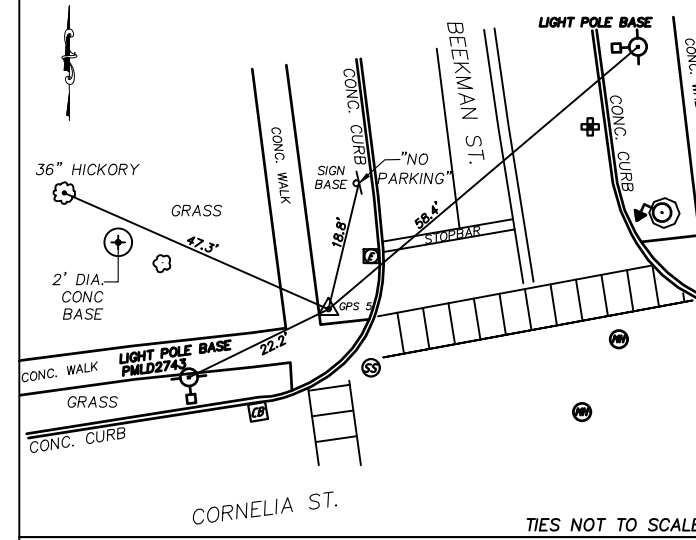 LIGHT POLE BASE
BEEKMAN ST.
CONC. CURB
CONC. WALK
CONC. CURB
36" HICKORY
SIGN
BASE
"NO
PARKING"
GRASS
47.3'
18.8'
58.4'
STOPBAR
E
2' DIA.
CONC
BASE
GPS 5
22.2'
LIGHT POLE BASE
PMLD2743
CONC. WALK
GRASS
SS
MH
MH
CB
CONC. CURB
CORNELIA ST.
TIES NOT TO SCALE